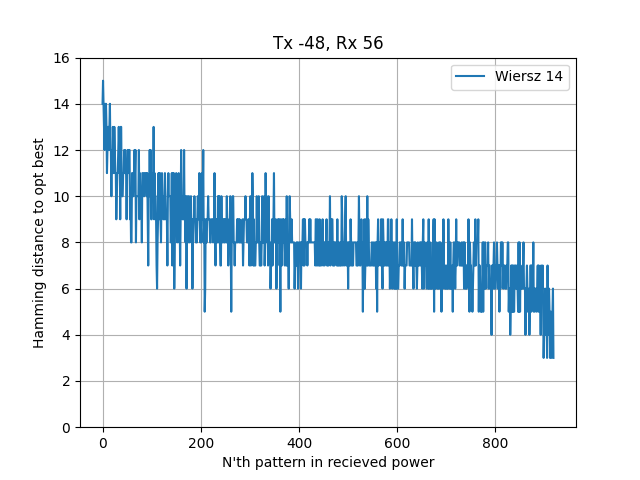 Tx -48, Rx 56
Wiersz 14
Hamming distance to opt best
16
14
12
10
8
6
4
2
0
0 200 400 600 800
N'th pattern in recieved power